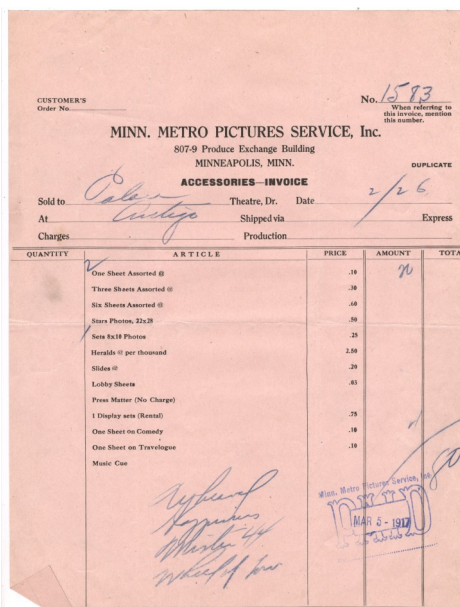 CUSTOMER'S
Order No.
No. 1583
When referring to
this invoice, mention
this number.
MINN. METRO PICTURES SERVICE, Inc.
807-9 Produce Exchange Building
MINNEAPOLIS, MINN.
DUPLICATE
ACCESSORIES—INVOICE
Sold to Theatre, Dr. Date 2/26
At Antigo Shipped via Express
Charges Production
QUANTITY ARTICLE PRICE AMOUNT TOTA
2 One Sheet Assorted @ .10 20
Three Sheets Assorted @ .30
Six Sheets Assorted @ .60
Stars Photos, 22x28 .50
1 Sets 8x10 Photos .25
Heralds @ per thousand 2.50
Slides @ .20
Lobby Sheets .05
Press Matter (No Charge)
1 Display sets (Rental) .75
One Sheet on Comedy .10
One Sheet on Travelogue .10
Music Cue
Minn. Metro Pictures Service, Inc
PAID
MAR 5 - 1917